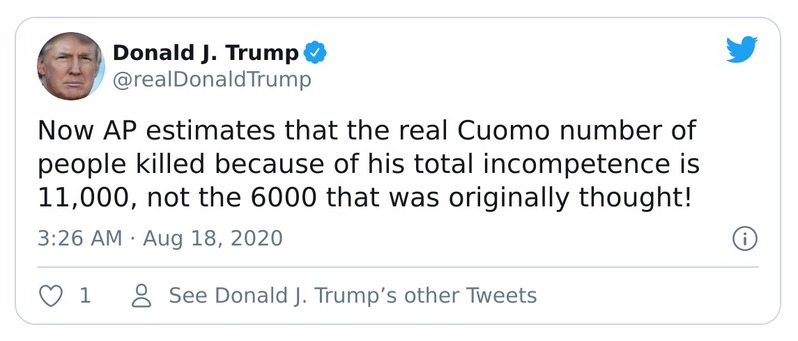 Donald J. Trump
@realDonaldTrump
Now AP estimates that the real Cuomo number of
people killed because of his total incompetence is
11,000, not the 6000 that was originally thought!
3:26 AM · Aug 18, 2020
1 See Donald J. Trump’s other Tweets